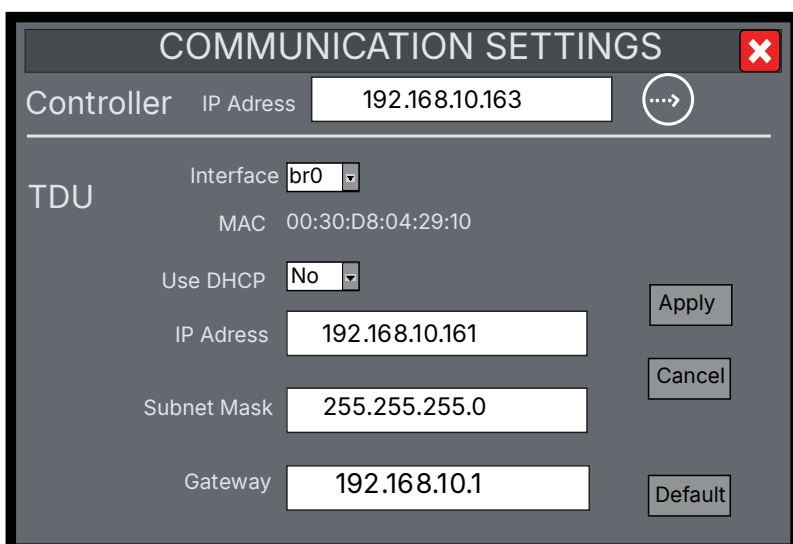 COMMUNICATION SETTINGS
Controller IP Adress 192.168.10.163
Interface br0
TDU
MAC 00:30:D8:04:29:10
Use DHCP No
Apply
IP Adress 192.168.10.161
Cancel
Subnet Mask 255.255.255.0
Gateway 192.168.10.1
Default